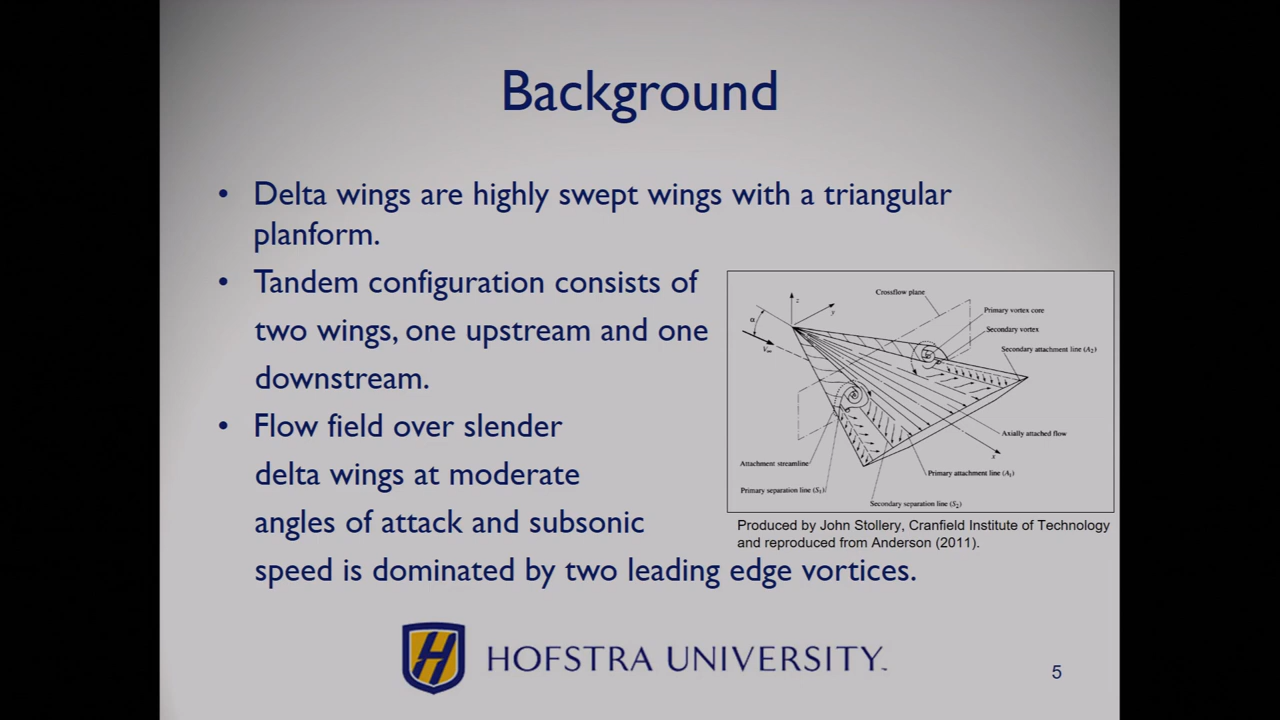 Background
• Delta wings are highly swept wings with a triangular
planform.
• Tandem configuration consists of
two wings, one upstream and one
downstream.
• Flow field over slender
delta wings at moderate
angles of attack and subsonic
speed is dominated by two leading edge vortices.
Crossflow plane
Primary vortex core
Secondary vortex
Secondary attachment line (A₂)
z
y
α
V∞
Axially attached flow
x
Attachment streamline
Primary attachment line (A₁)
Primary separation line (S₁)
Secondary separation line (S₂)
Produced by John Stollery, Cranfield Institute of Technology
and reproduced from Anderson (2011).
H HOFSTRA UNIVERSITY™
5